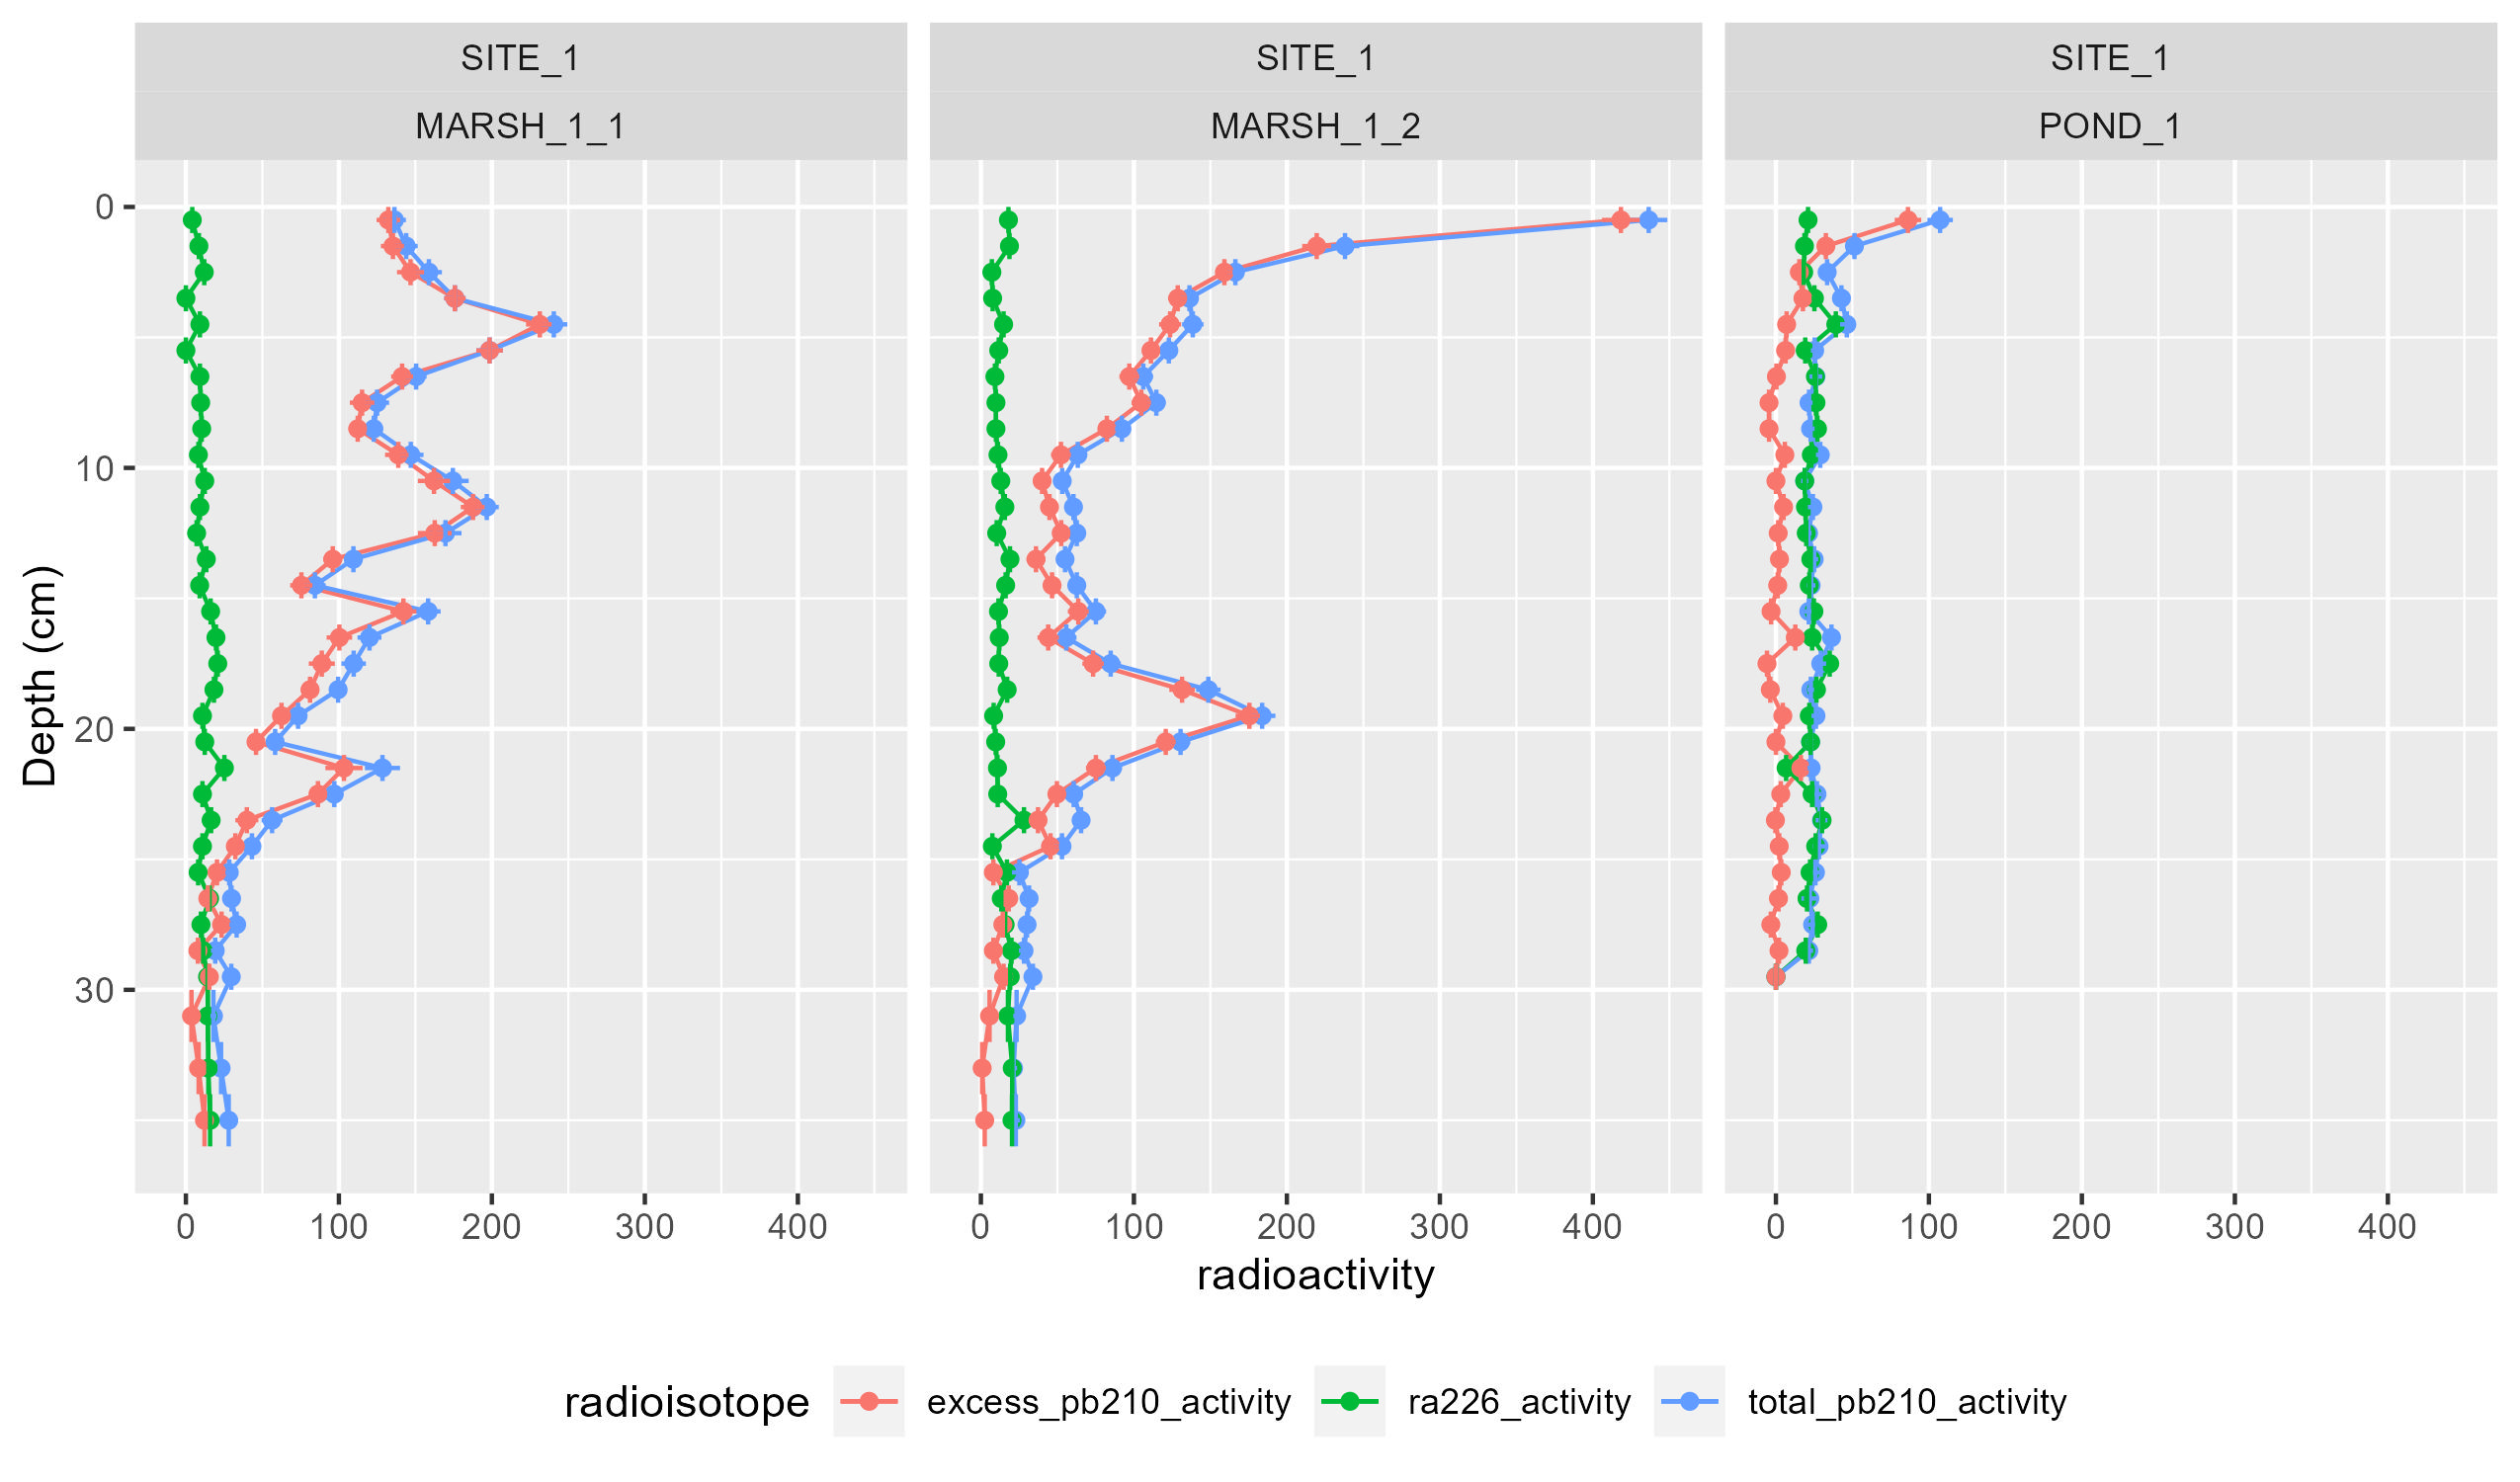 SITE_1 SITE_1 SITE_1
MARSH_1_1 MARSH_1_2 POND_1
0
10
20
30
Depth (cm)
0 100 200 300 400 0 100 200 300 400 0 100 200 300 400
radioactivity
radioisotope excess_pb210_activity ra226_activity total_pb210_activity